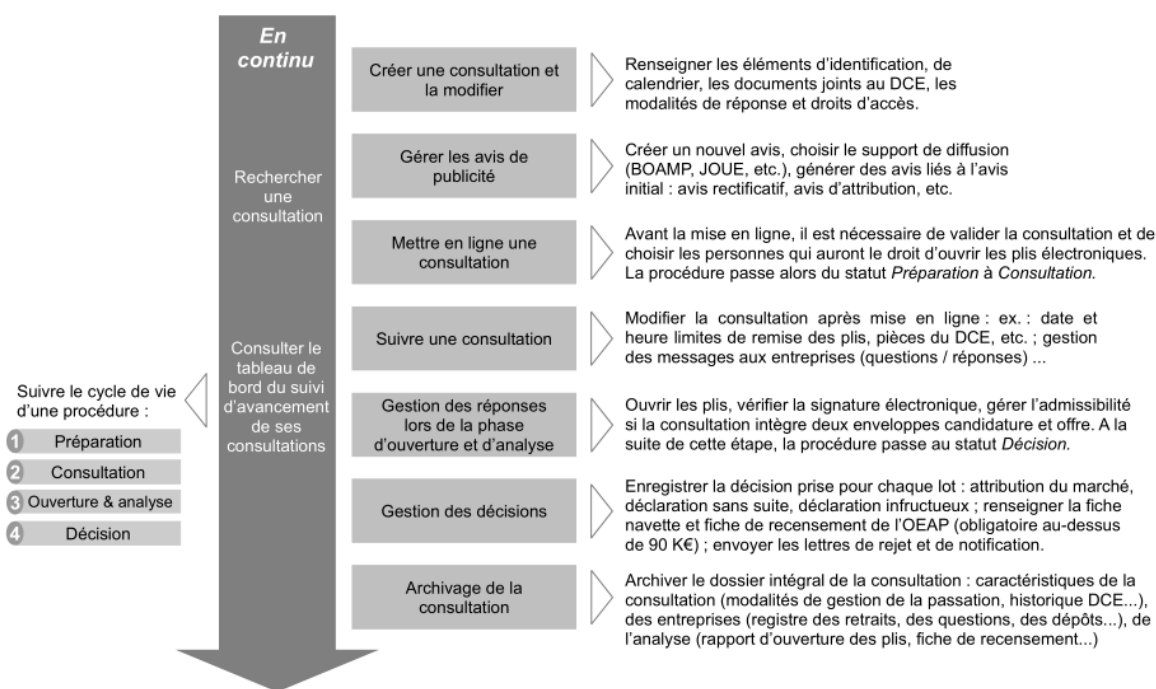 En
continu
Rechercher
une
consultation
Consulter le
tableau de
bord du suivi
d'avancement
de ses
consultations
Suivre le cycle de vie
d'une procédure :
1 Préparation
2 Consultation
3 Ouverture & analyse
4 Décision
Créer une consultation et
la modifier
Renseigner les éléments d'identification, de
calendrier, les documents joints au DCE, les
modalités de réponse et droits d'accès.
Gérer les avis de
publicité
Créer un nouvel avis, choisir le support de diffusion
(BOAMP, JOUE, etc.), générer des avis liés à l'avis
initial : avis rectificatif, avis d'attribution, etc.
Mettre en ligne une
consultation
Avant la mise en ligne, il est nécessaire de valider la consultation et de
choisir les personnes qui auront le droit d'ouvrir les plis électroniques.
La procédure passe alors du statut Préparation à Consultation.
Suivre une consultation
Modifier la consultation après mise en ligne : ex. : date et
heure limites de remise des plis, pièces du DCE, etc. ; gestion
des messages aux entreprises (questions / réponses) ...
Gestion des réponses
lors de la phase
d'ouverture et d'analyse
Ouvrir les plis, vérifier la signature électronique, gérer l'admissibilité
si la consultation intègre deux enveloppes candidature et offre. A la
suite de cette étape, la procédure passe au statut Décision.
Gestion des décisions
Enregistrer la décision prise pour chaque lot : attribution du marché,
déclaration sans suite, déclaration infructueux ; renseigner la fiche
navette et fiche de recensement de l'OEAP (obligatoire au-dessus
de 90 K€) ; envoyer les lettres de rejet et de notification.
Archivage de la
consultation
Archiver le dossier intégral de la consultation : caractéristiques de la
consultation (modalités de gestion de la passation, historique DCE...),
des entreprises (registre des retraits, des questions, des dépôts...), de
l'analyse (rapport d'ouverture des plis, fiche de recensement...)